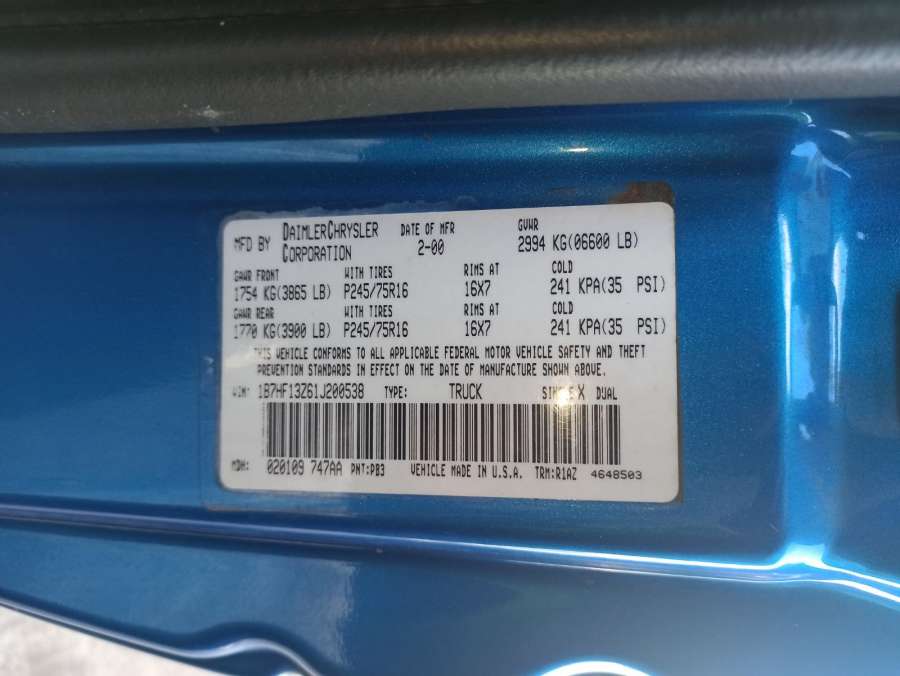 MFD BY DAIMLERCHRYSLER CORPORATION DATE OF MFR 2-00 GVWR 2994 KG(06600 LB)
GAWR FRONT WITH TIRES RIMS AT COLD
1754 KG(3865 LB) P245/75R16 16X7 241 KPA(35 PSI)
GAWR REAR WITH TIRES RIMS AT COLD
1770 KG(3900 LB) P245/75R16 16X7 241 KPA(35 PSI)
THIS VEHICLE CONFORMS TO ALL APPLICABLE FEDERAL MOTOR VEHICLE SAFETY AND THEFT
PREVENTION STANDARDS IN EFFECT ON THE DATE OF MANUFACTURE SHOWN ABOVE.
VIN: 1B7HF13Z61J200538 TYPE: TRUCK SINGLE X DUAL
MDH: 020109 747AA PNT:PB3 VEHICLE MADE IN U.S.A. TRM:R1AZ 4648503